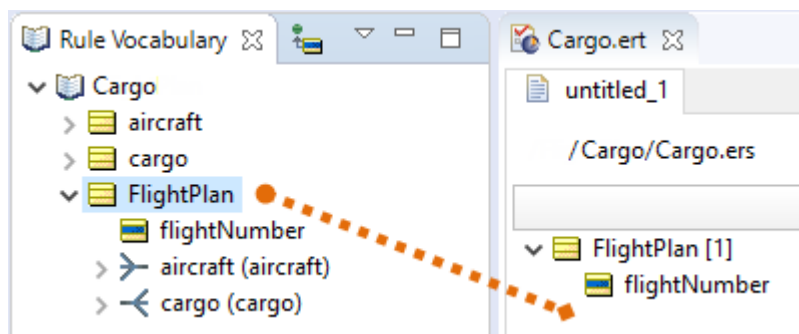 Rule Vocabulary
Cargo
aircraft
cargo
FlightPlan
flightNumber
aircraft (aircraft)
cargo (cargo)
Cargo.ert
untitled_1
/Cargo/Cargo.ers
FlightPlan [1]
flightNumber